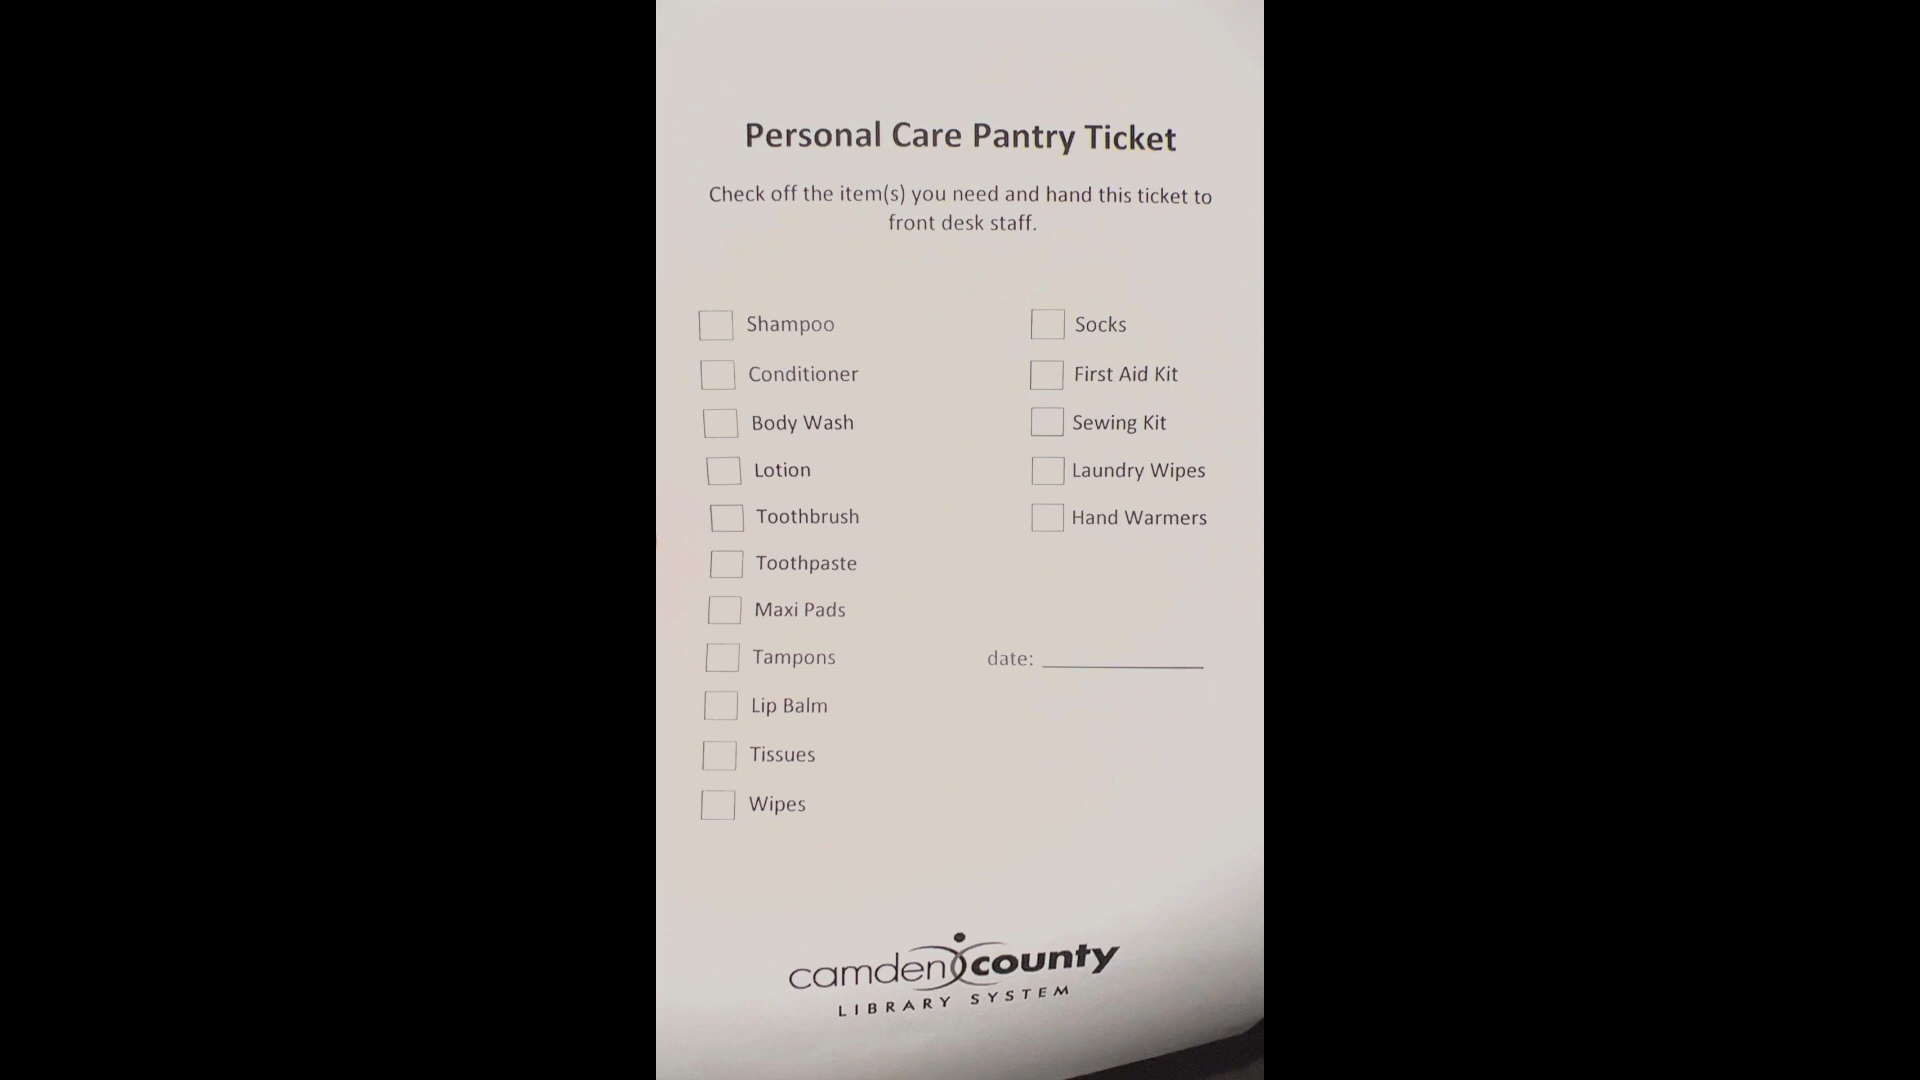 Personal Care Pantry Ticket
Check off the item(s) you need and hand this ticket to
front desk staff.
Shampoo
Conditioner
Body Wash
Lotion
Toothbrush
Toothpaste
Maxi Pads
Tampons
Lip Balm
Tissues
Wipes
Socks
First Aid Kit
Sewing Kit
Laundry Wipes
Hand Warmers
date:
camden county
LIBRARY SYSTEM